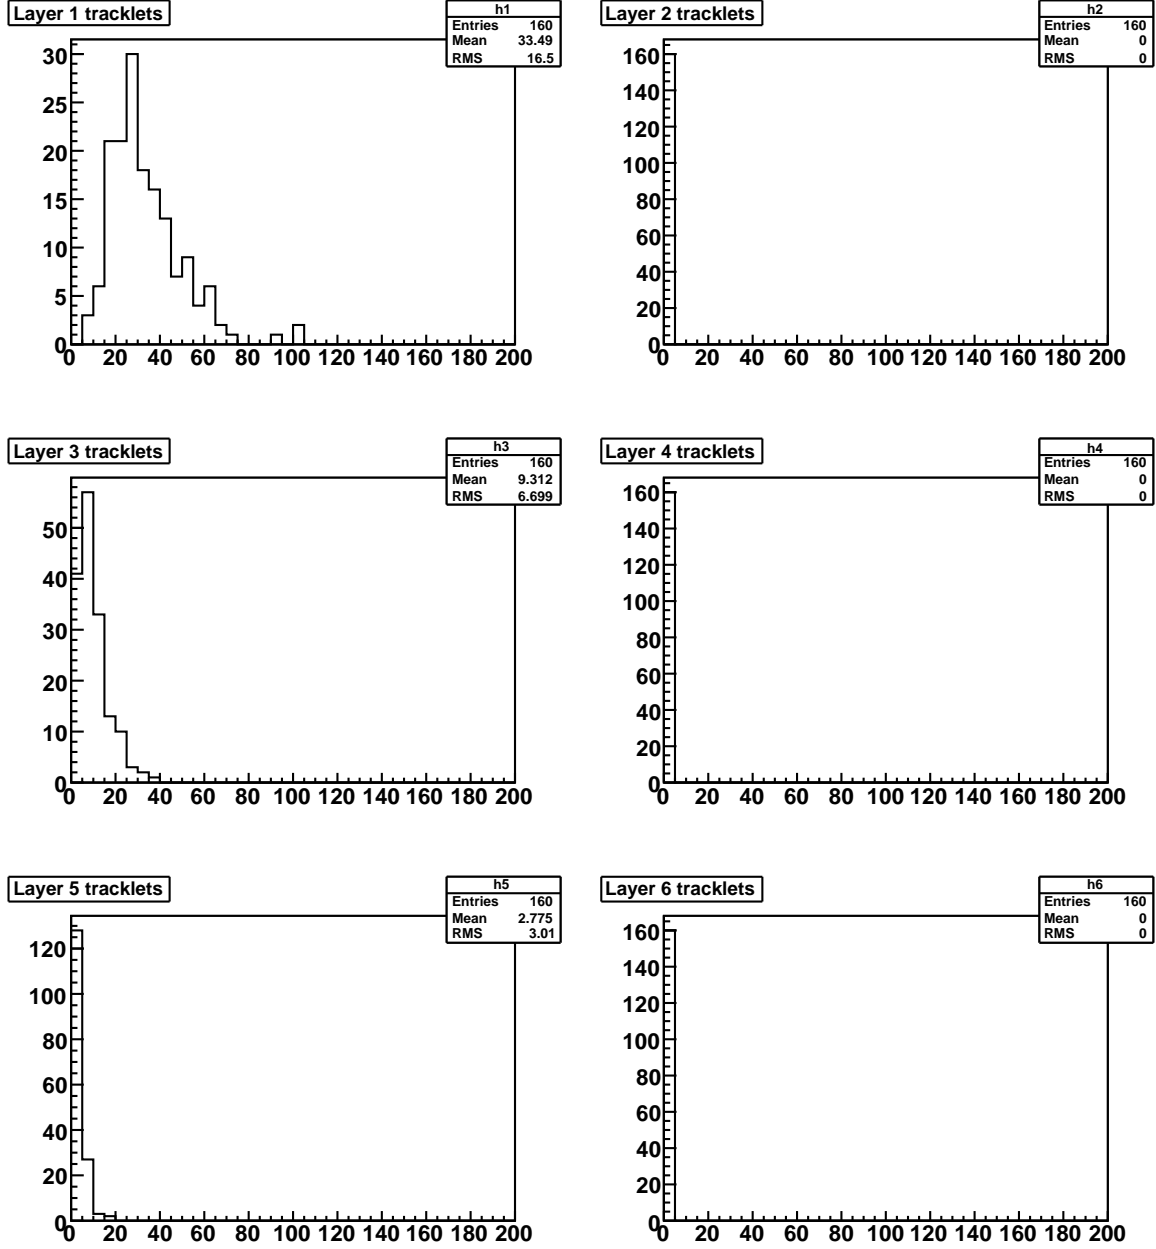 Layer 1 tracklets
h1
Entries 160
Mean 33.49
RMS 16.5
30
25
20
15
10
5
0
0 20 40 60 80 100 120 140 160 180 200
Layer 2 tracklets
h2
Entries 160
Mean 0
RMS 0
160
140
120
100
80
60
40
20
0
0 20 40 60 80 100 120 140 160 180 200
Layer 3 tracklets
h3
Entries 160
Mean 9.312
RMS 6.699
50
40
30
20
10
0
0 20 40 60 80 100 120 140 160 180 200
Layer 4 tracklets
h4
Entries 160
Mean 0
RMS 0
160
140
120
100
80
60
40
20
0
0 20 40 60 80 100 120 140 160 180 200
Layer 5 tracklets
h5
Entries 160
Mean 2.775
RMS 3.01
120
100
80
60
40
20
0
0 20 40 60 80 100 120 140 160 180 200
Layer 6 tracklets
h6
Entries 160
Mean 0
RMS 0
160
140
120
100
80
60
40
20
0
0 20 40 60 80 100 120 140 160 180 200